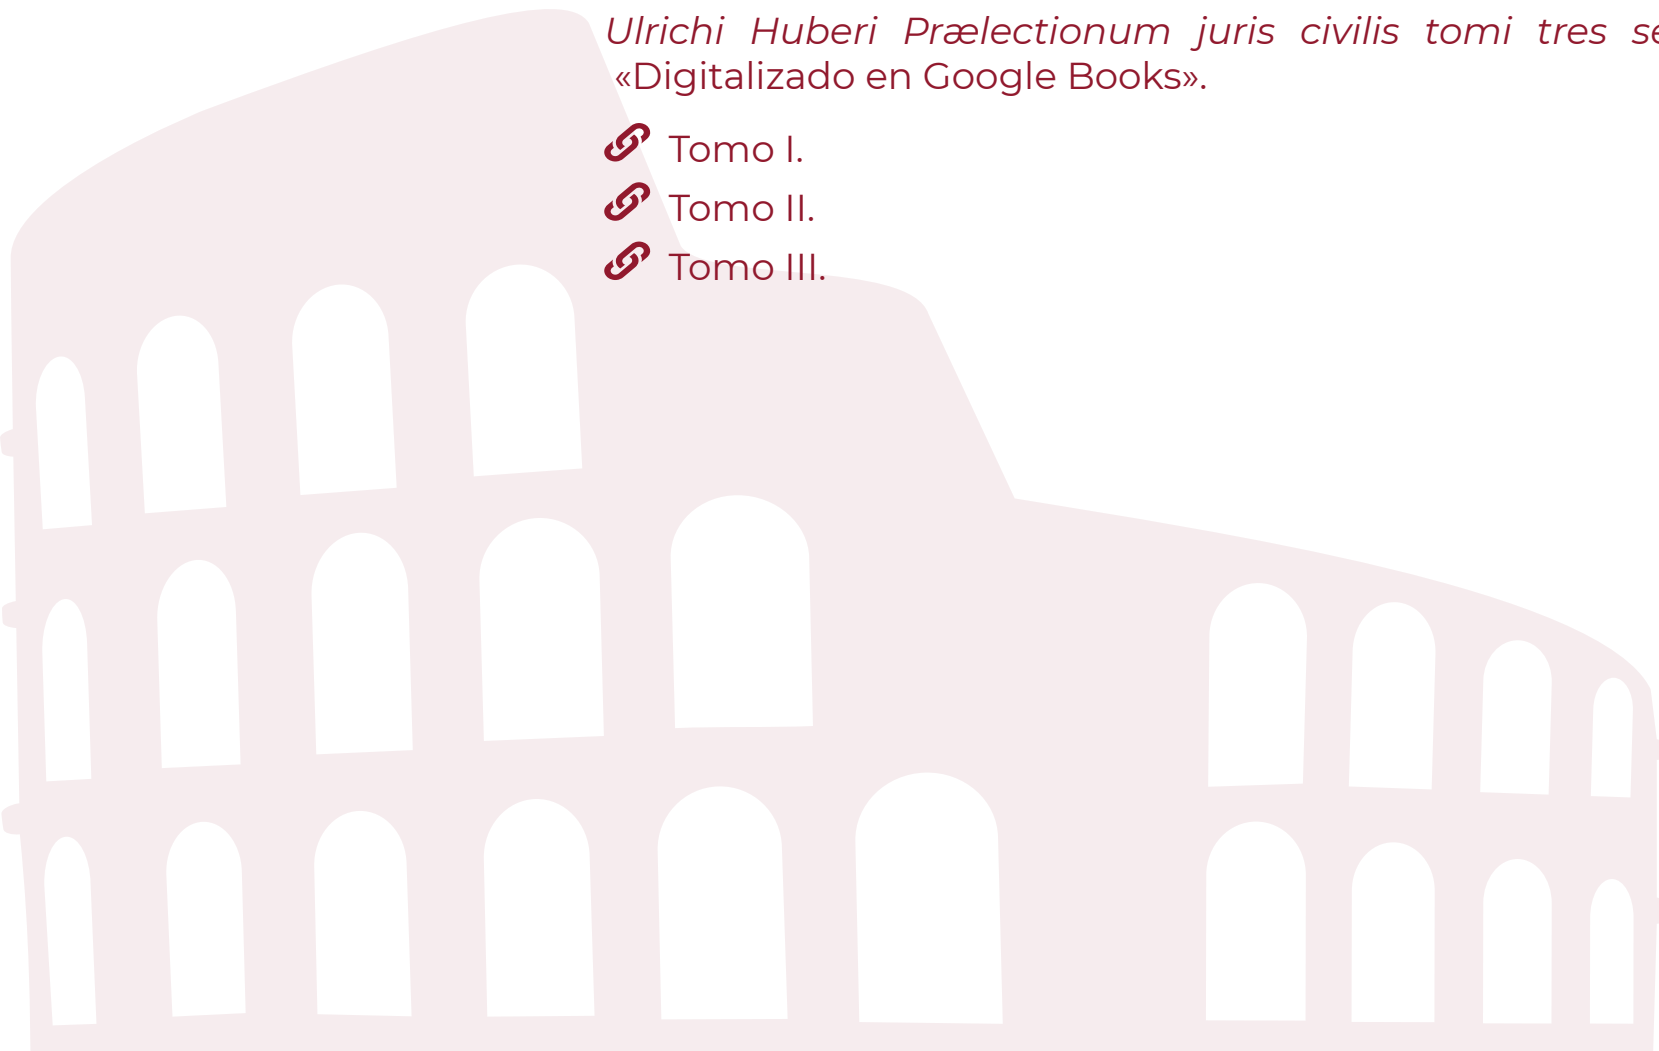 Ulrichi Huberi Prælectionum juris civilis tomi tres
«Digitalizado en Google Books».
Tomo I.
Tomo II.
Tomo III.